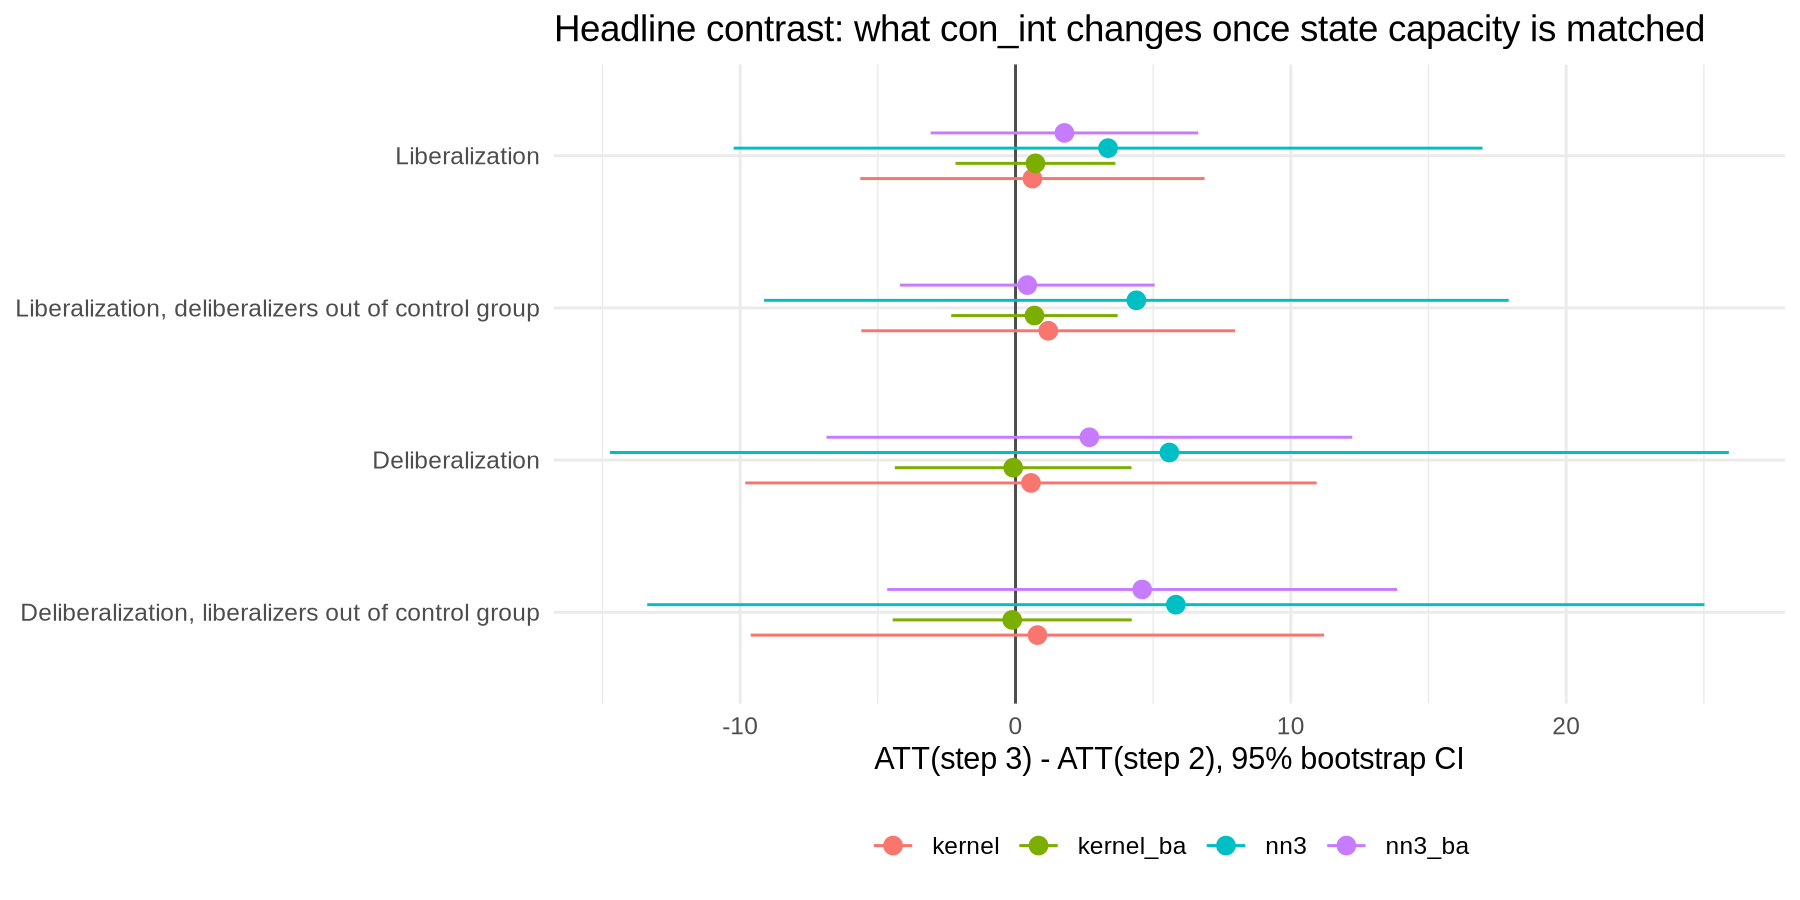 Headline contrast: what con_int changes once state capacity is matched
Liberalization
Liberalization, deliberalizers out of control group
Deliberalization
Deliberalization, liberalizers out of control group
-10 0 10 20
ATT(step 3) - ATT(step 2), 95% bootstrap CI
kernel kernel_ba nn3 nn3_ba